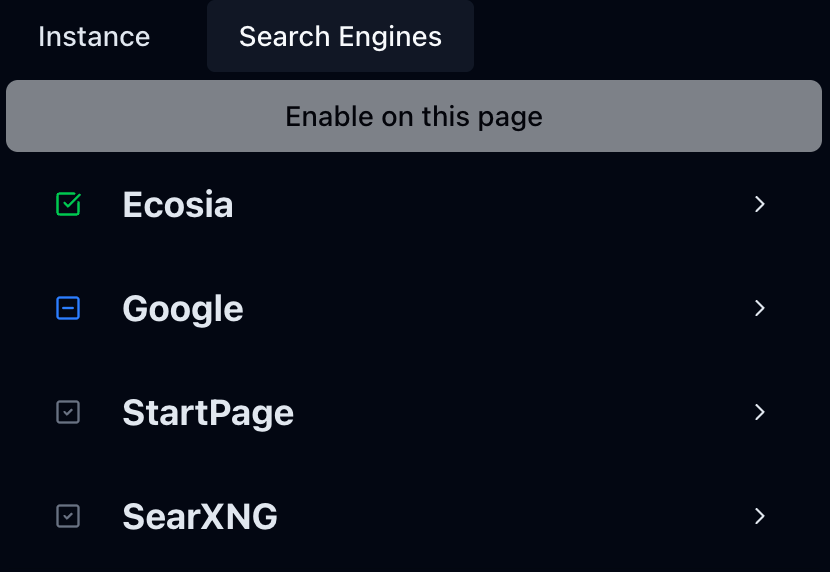 Instance
Search Engines
Enable on this page
Ecosia
Google
StartPage
SearXNG